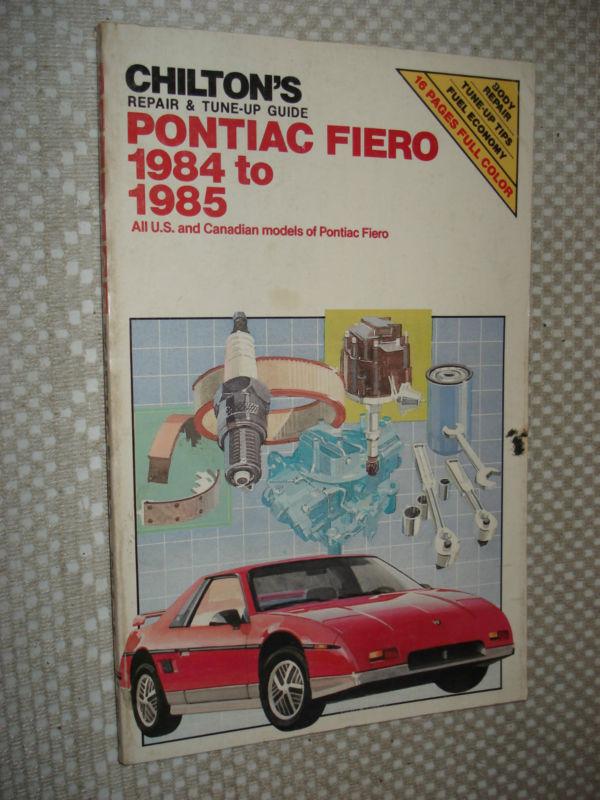 CHILTON'S
REPAIR & TUNE-UP GUIDE
PONTIAC FIERO
1984 to
1985
All U.S. and Canadian models of Pontiac Fiero
BODY
REPAIR
TUNE-UP TIPS
FUEL ECONOMY
16 PAGES FULL COLOR